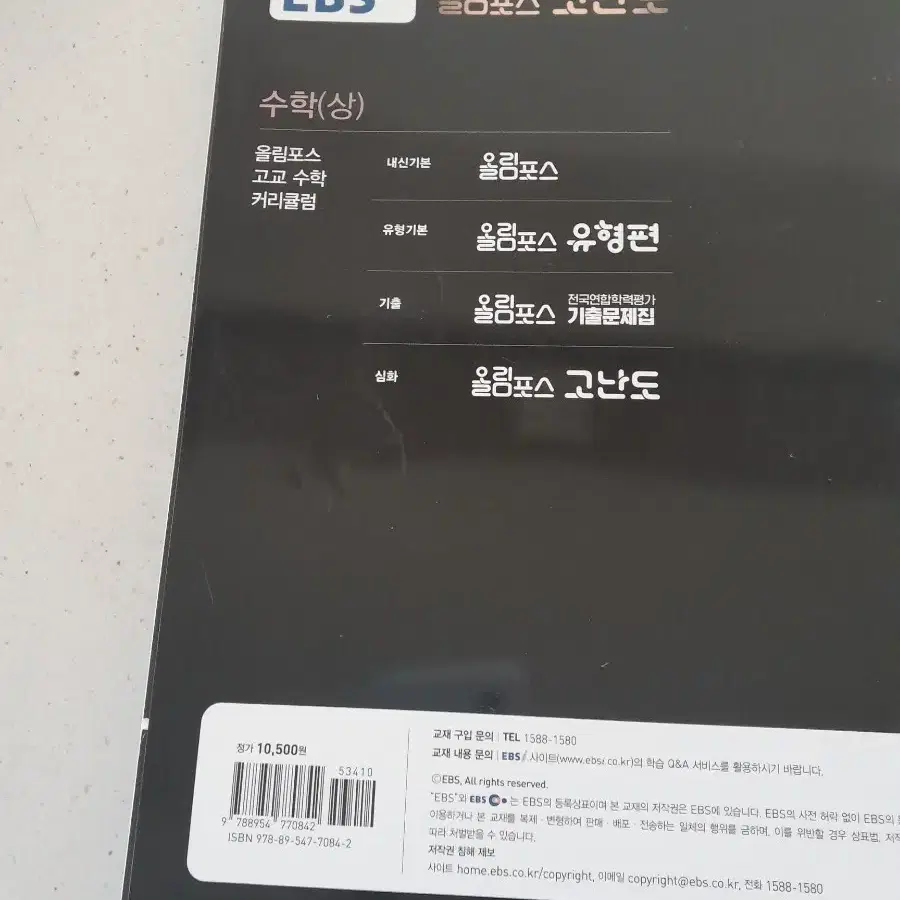 EBS 올림포스 고난도
수학(상)
올림포스
고교 수학
커리큘럼
내신기본 올림포스
유형기본 올림포스 유형편
기출 올림포스 전국연합학력평가 기출문제집
심화 올림포스 고난도
정가 10,500원
53410
9 788954 770842
ISBN 978-89-547-7084-2
교재 구입 문의 | TEL 1588-1580
교재 내용 문의 | EBSi 사이트(www.ebsi.co.kr)의 학습 Q&A 서비스를 활용하시기 바랍니다.
©EBS, All rights reserved.
"EBS"와 EBS 는 EBS의 등록상표이며 본 교재의 저작권은 EBS에 있습니다. EBS의 사전 허락 없이 EBS의
이용하거나 본 교재를 복제·변형하여 판매·배포·전송하는 일체의 행위를 금하며, 이를 위반할 경우 상표법,
따라 처벌받을 수 있습니다.
저작권 침해 제보
사이트 home.ebs.co.kr/copyright, 이메일 copyright@ebs.co.kr, 전화 1588-1580